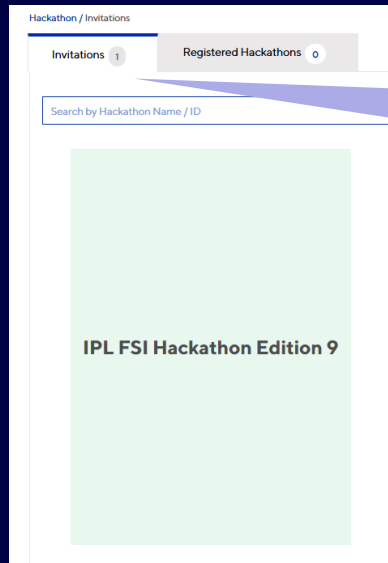 Hackathon / Invitations
Invitations 1
Registered Hackathons 0
Search by Hackathon Name / ID
IPL FSI Hackathon Edition 9